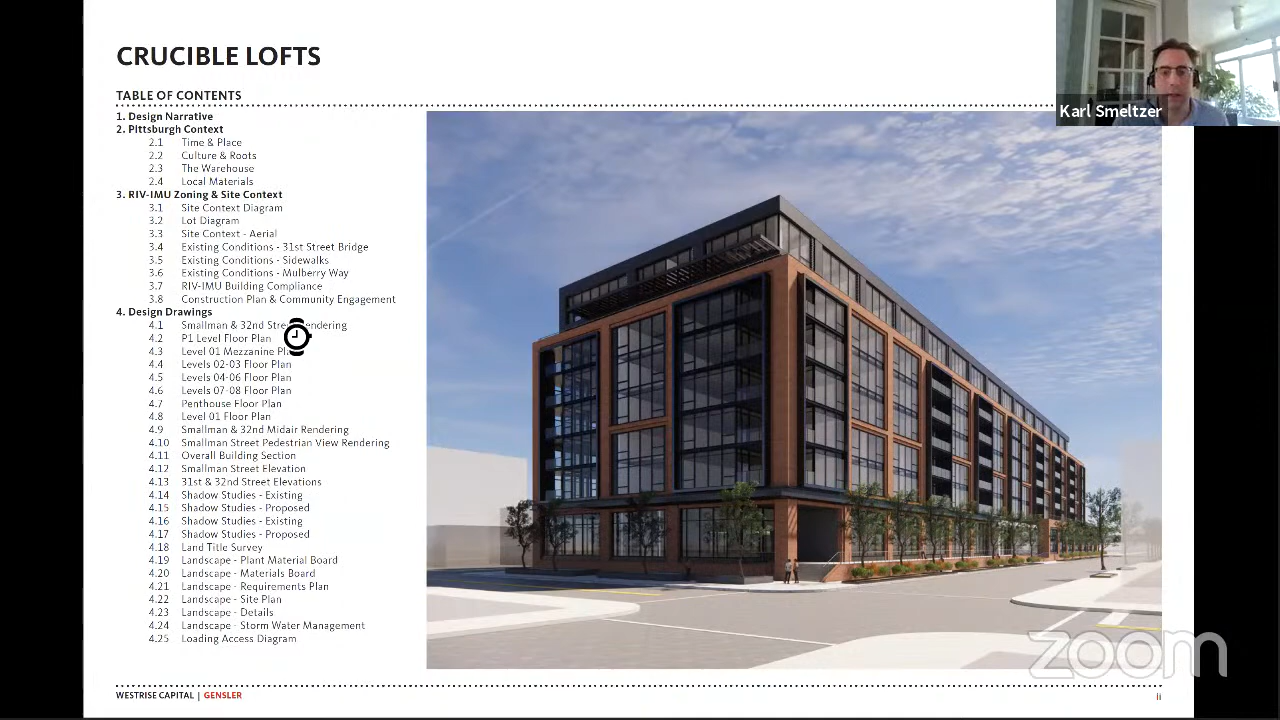 CRUCIBLE LOFTS
TABLE OF CONTENTS
1. Design Narrative
2. Pittsburgh Context
2.1 Time & Place
2.2 Culture & Roots
2.3 The Warehouse
2.4 Local Materials
3. RIV-IMU Zoning & Site Context
3.1 Site Context Diagram
3.2 Lot Diagram
3.3 Site Context - Aerial
3.4 Existing Conditions - 31st Street Bridge
3.5 Existing Conditions - Sidewalks
3.6 Existing Conditions - Mulberry Way
3.7 RIV-IMU Building Compliance
3.8 Construction Plan & Community Engagement
4. Design Drawings
4.1 Smallman & 32nd Street Rendering
4.2 P1 Level Floor Plan
4.3 Level 01 Mezzanine
4.4 Levels 02-03 Floor Plan
4.5 Levels 04-06 Floor Plan
4.6 Levels 07-08 Floor Plan
4.7 Penthouse Floor Plan
4.8 Level 01 Floor Plan
4.9 Smallman & 32nd Midair Rendering
4.10 Smallman Street Pedestrian View Rendering
4.11 Overall Building Section
4.12 Smallman Street Elevation
4.13 31st & 32nd Street Elevations
4.14 Shadow Studies - Existing
4.15 Shadow Studies - Proposed
4.16 Shadow Studies - Existing
4.17 Shadow Studies - Proposed
4.18 Land Title Survey
4.19 Landscape - Plant Material Board
4.20 Landscape - Materials Board
4.21 Landscape - Requirements Plan
4.22 Landscape - Site Plan
4.23 Landscape - Details
4.24 Landscape - Storm Water Management
4.25 Loading Access Diagram
Karl Smeltzer
zoom
WESTRISE CAPITAL | GENSLER
ii